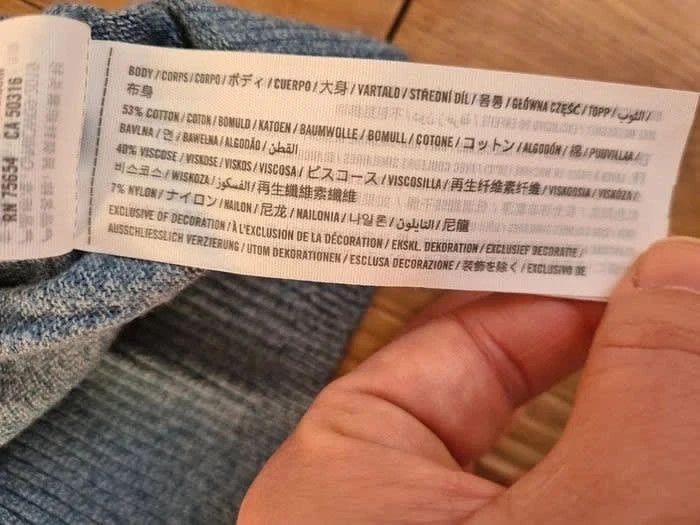 RN 75654 CA 50316
BODY / CORPS / CORPO / ボディ / CUERPO / 大身 / VARTALO / STŘEDNÍ DÍL / 몸통 / GŁÓWNA CZĘŚĆ / TOPP / الثوب /
布身
53% COTTON / COTON / BOMULD / KATOEN / BAUMWOLLE / BOMULL / COTONE / コットン / ALGODÓN / 棉 / PUUVILLAA /
BAVLNA / 면 / BAWEŁNA / ALGODÃO / القطن
40% VISCOSE / VISKOSE / VISKOS / VISCOSA / ビスコース / VISCOSILLA / 再生纤维素纤维 / VISKOOSIA / VISKÓZA /
비스코스 / WISKOZA / الفسكوز / 再生纖維素纖維
7% NYLON / ナイロン / NAILON / 尼龙 / NAILONIA / 나일론 / النايلون / 尼龍
EXCLUSIVE OF DECORATION / À L'EXCLUSION DE LA DÉCORATION / EKSKL. DEKORATION / EXCLUSIEF DECORATIE /
AUSSCHLIESSLICH VERZIERUNG / UTOM DEKORATIONEN / ESCLUSA DECORAZIONE / 装飾を除く / EXCLUSIVO DE